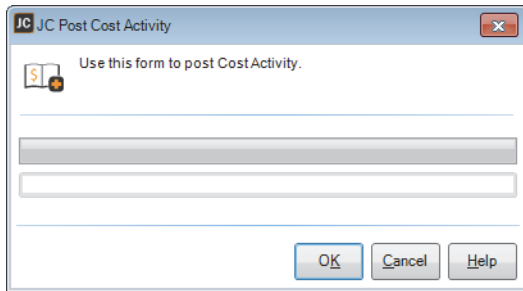 JC JC Post Cost Activity
$ Use this form to post Cost Activity.
OK Cancel Help